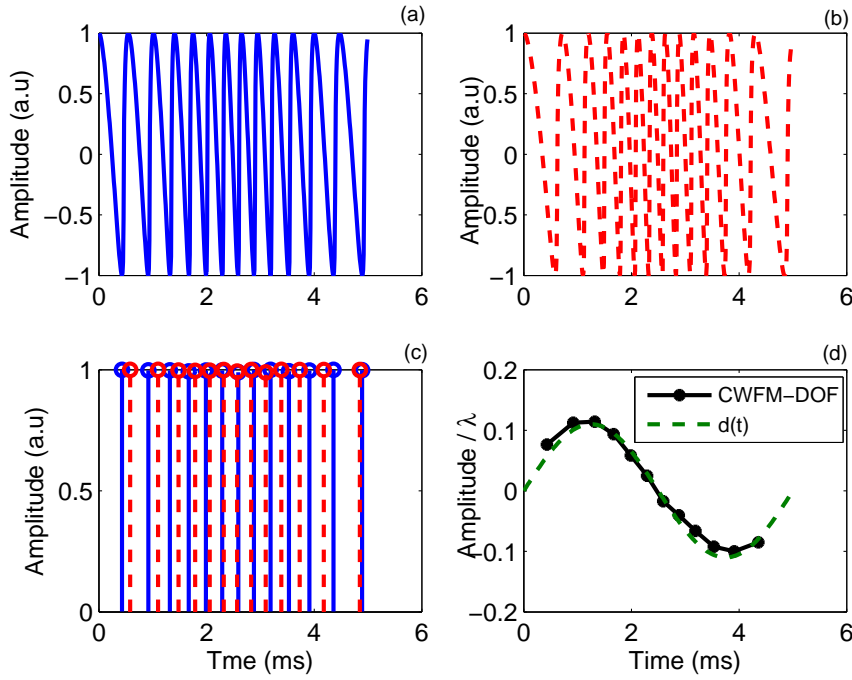 (a)
1
0.5
0
−0.5
−1
Amplitude (a.u)
0 2 4 6
(b)
1
0.5
0
−0.5
−1
Amplitude (a.u)
0 2 4 6
(c)
1
0.5
0
Amplitude (a.u)
0 2 4 6
Tme (ms)
(d)
0.2
0.1
0
−0.1
−0.2
Amplitude / λ
CWFM−DOF
d(t)
0 2 4 6
Time (ms)